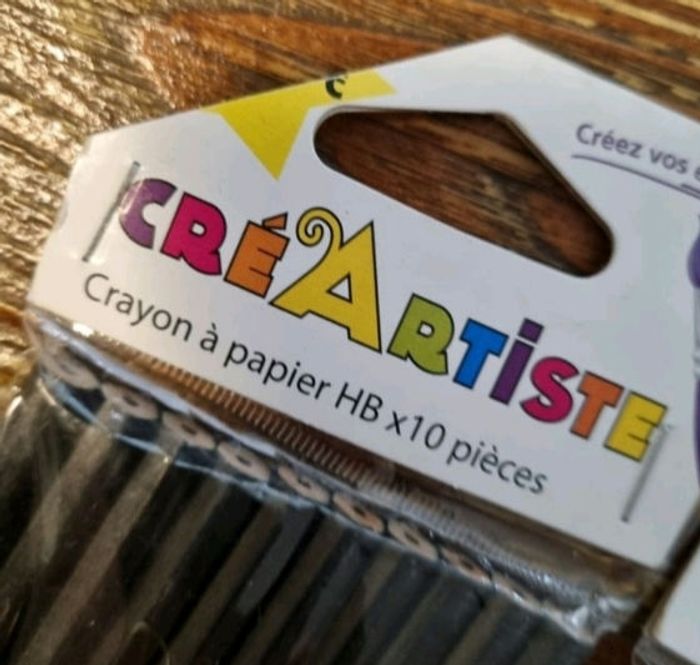 Créez vos
CRÉARTISTE
Crayon à papier HB x10 pièces